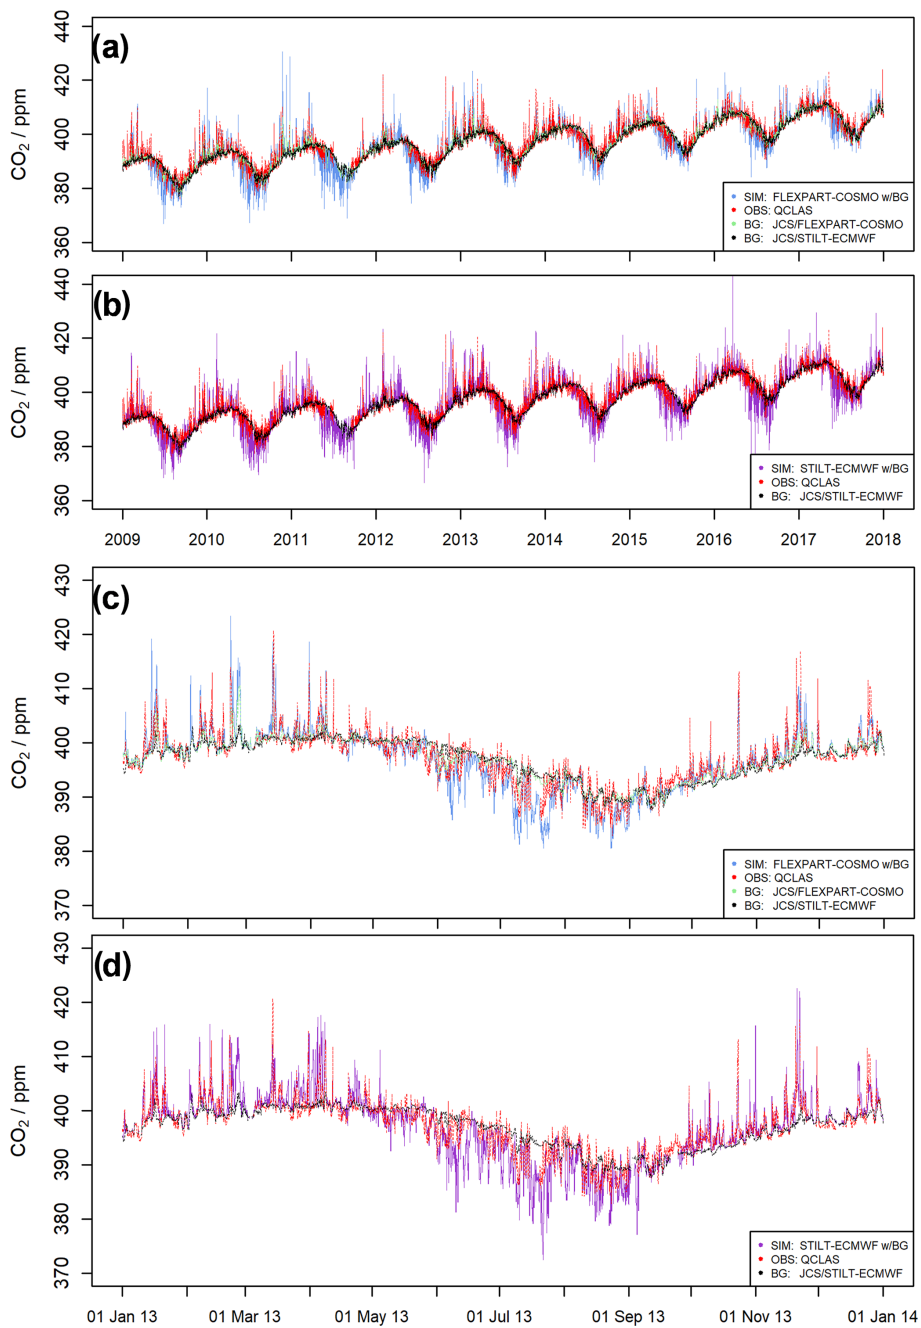 (a)
CO2 / ppm
440
420
400
380
360
SIM: FLEXPART-COSMO w/BG
OBS: QCLAS
BG: JCS/FLEXPART-COSMO
BG: JCS/STILT-ECMWF
(b)
CO2 / ppm
440
420
400
380
360
SIM: STILT-ECMWF w/BG
OBS: QCLAS
BG: JCS/STILT-ECMWF
2009 2010 2011 2012 2013 2014 2015 2016 2017 2018
(c)
CO2 / ppm
430
420
410
400
390
380
370
SIM: FLEXPART-COSMO w/BG
OBS: QCLAS
BG: JCS/FLEXPART-COSMO
BG: JCS/STILT-ECMWF
(d)
CO2 / ppm
430
420
410
400
390
380
370
SIM: STILT-ECMWF w/BG
OBS: QCLAS
BG: JCS/STILT-ECMWF
01 Jan 13 01 Mar 13 01 May 13 01 Jul 13 01 Sep 13 01 Nov 13 01 Jan 14